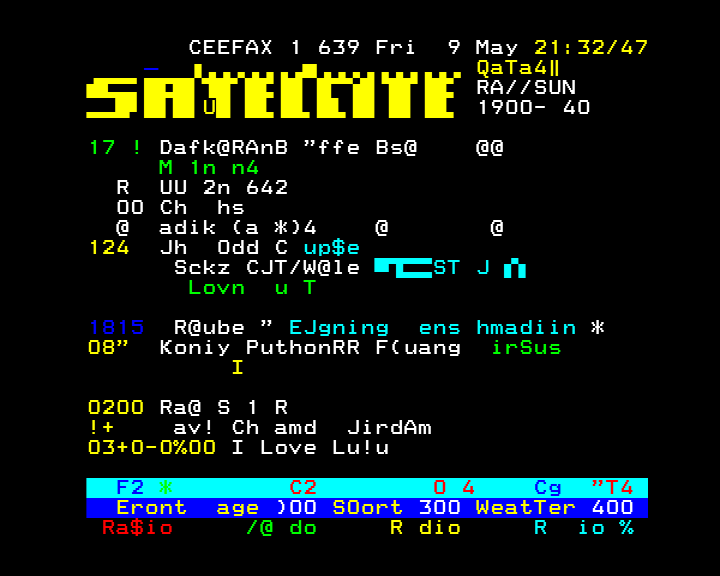 CEEFAX 1 639 Fri 9 May 21:32/47
SATELLITE QaTa4‖
U RA//SUN
1900- 40
17 ! Dafk@RAnB ”ffe Bs@ @@
M 1n n4
R UU 2n 642
OO Ch hs
@ adik (a *)4 @ @
124 Jh Odd C up$e
Sckz CJT/W@le ST J
Lovn u T
1815 R@ube ” EJgning ens hmadiin *
08” Koniy PuthonRR F(uang irSus
I
0200 Ra@ S 1 R
!+ av! Ch amd JirdAm
03+0-0%00 I Love Lu!u
F2 * C2 O 4 Cg ”T4
Eront age )00 SOort 300 WeatTer 400
Ra$io /@ do R dio R io %